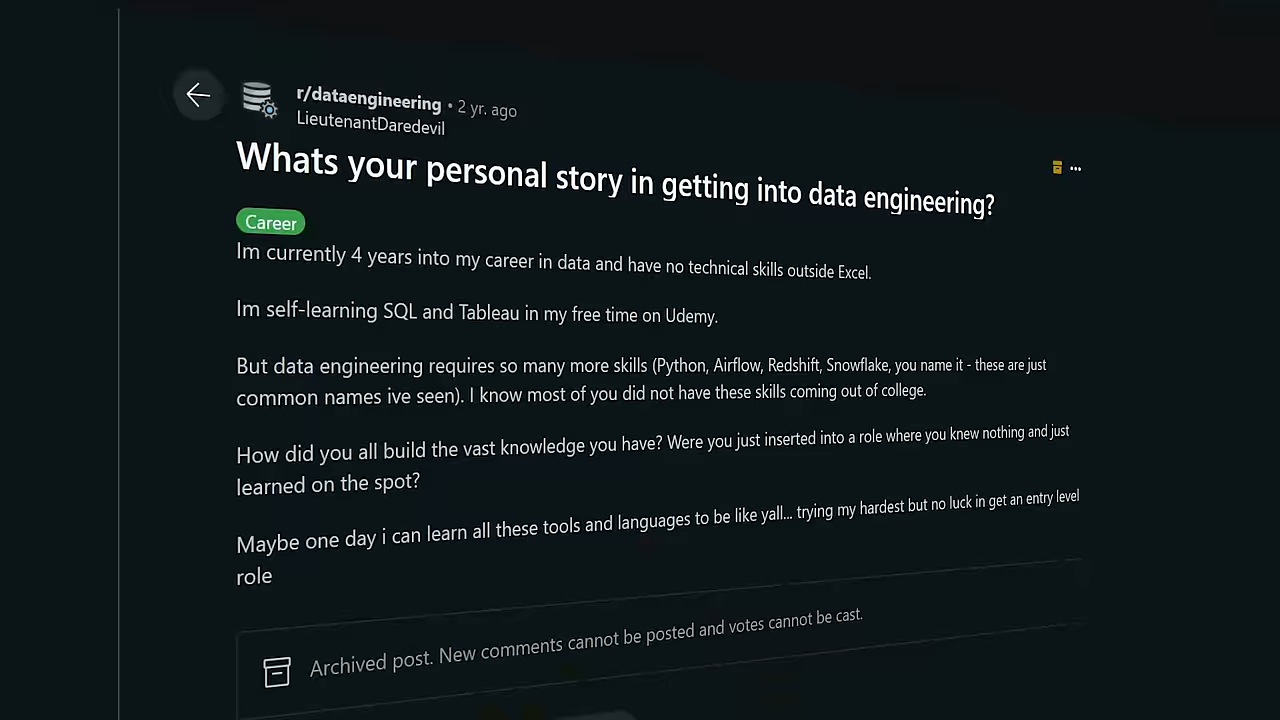 r/dataengineering • 2 yr. ago
LieutenantDaredevil
Whats your personal story in getting into data engineering?
Career
Im currently 4 years into my career in data and have no technical skills outside Excel.
Im self-learning SQL and Tableau in my free time on Udemy.
But data engineering requires so many more skills (Python, Airflow, Redshift, Snowflake, you name it - these are just
common names ive seen). I know most of you did not have these skills coming out of college.
How did you all build the vast knowledge you have? Were you just inserted into a role where you knew nothing and just
learned on the spot?
Maybe one day i can learn all these tools and languages to be like yall... trying my hardest but no luck in get an entry level
role
Archived post. New comments cannot be posted and votes cannot be cast.